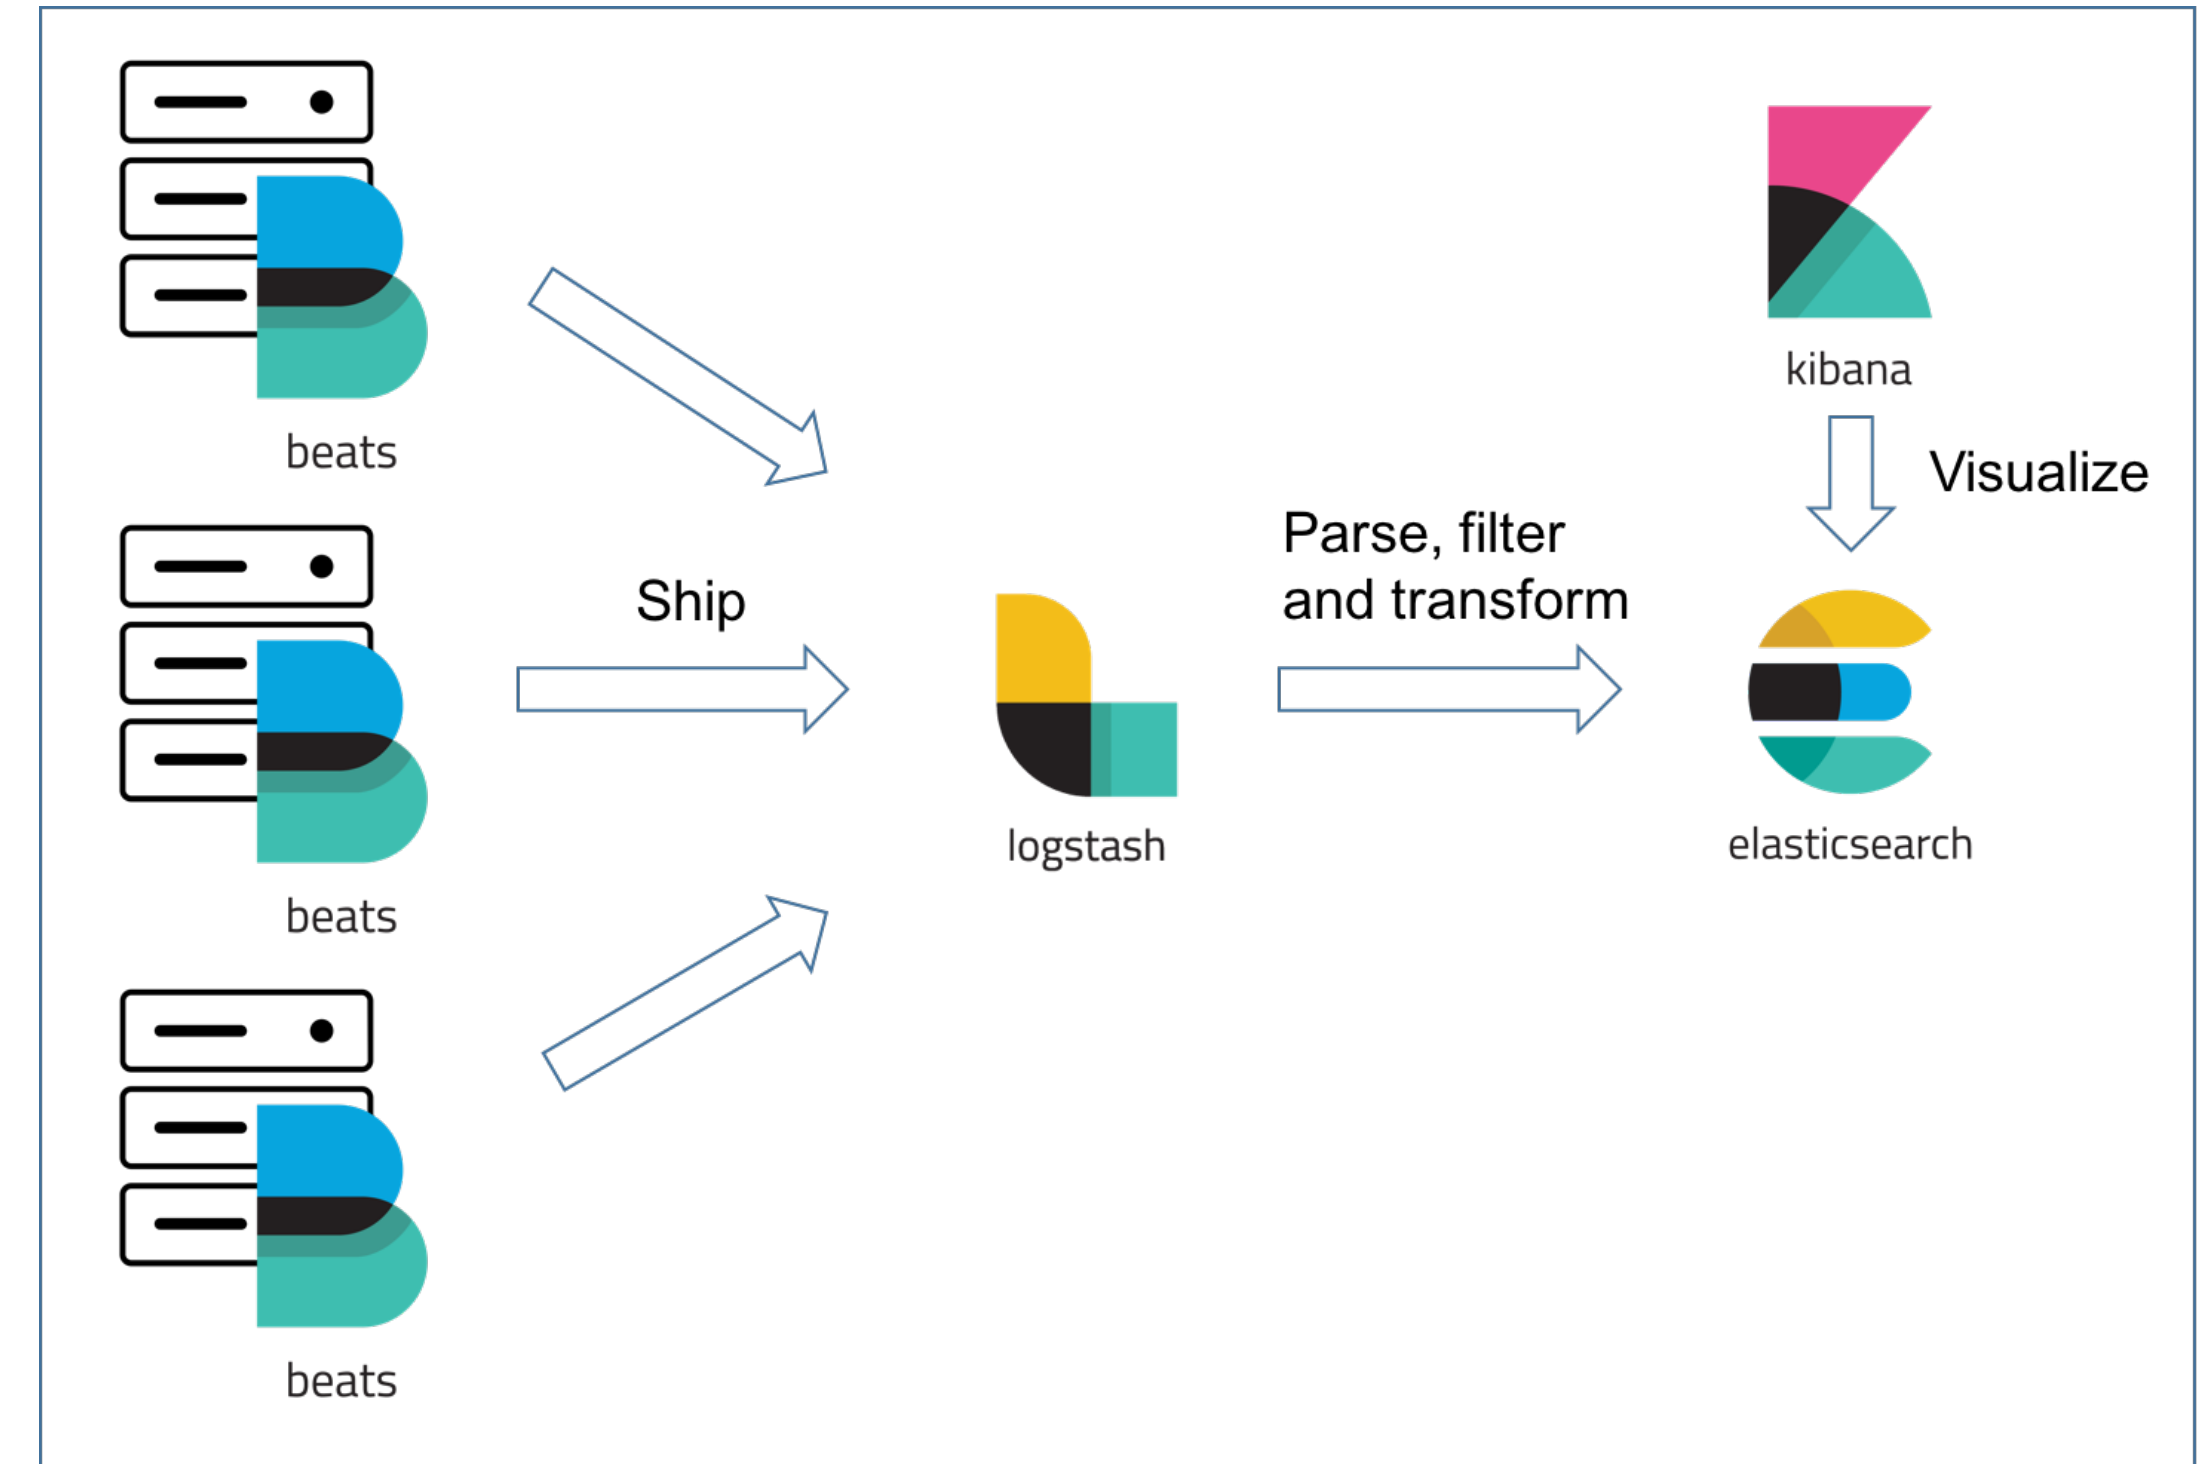 beats
beats
beats
Ship
logstash
Parse, filter
and transform
kibana
Visualize
elasticsearch